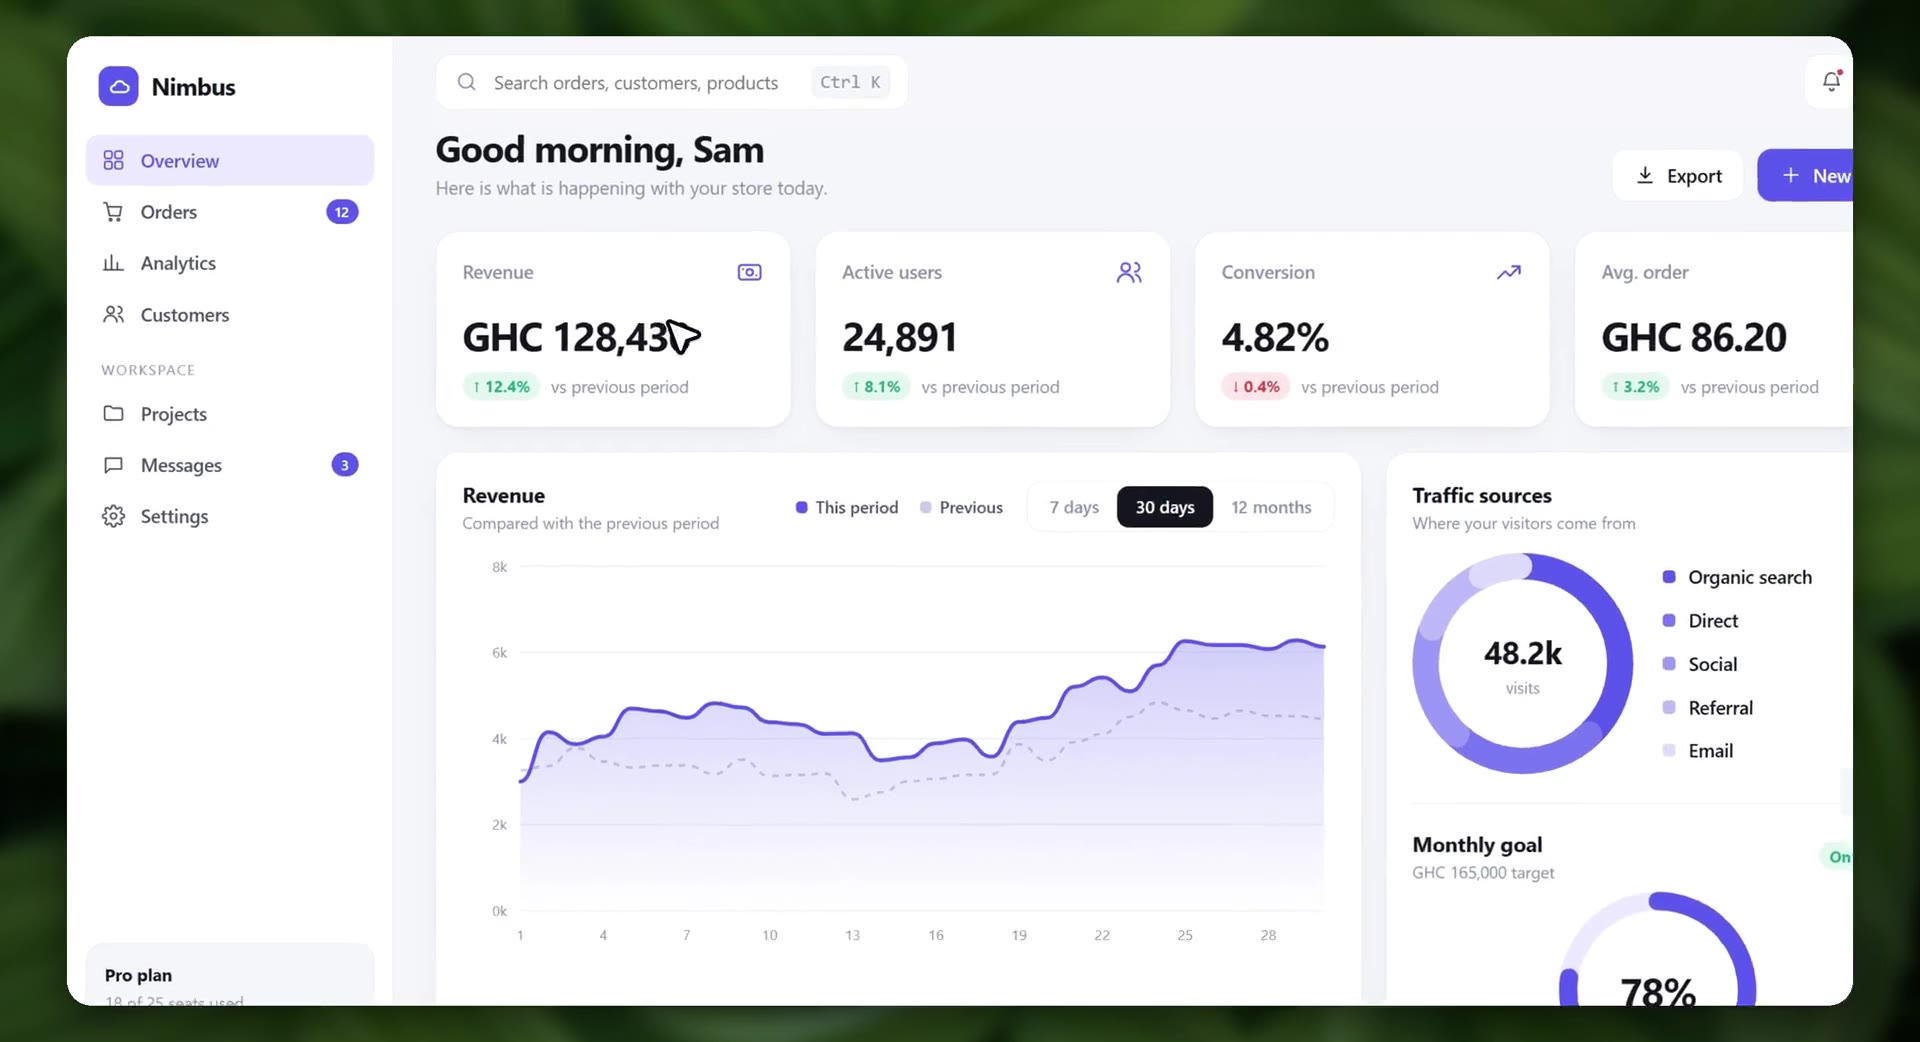 Nimbus
Search orders, customers, products Ctrl K
Overview
Orders 12
Analytics
Customers
WORKSPACE
Projects
Messages 3
Settings
Pro plan
18 of 25 seats used
Good morning, Sam
Here is what is happening with your store today.
Export
New
Revenue
GHC 128,43
↑ 12.4% vs previous period
Active users
24,891
↑ 8.1% vs previous period
Conversion
4.82%
↓ 0.4% vs previous period
Avg. order
GHC 86.20
↑ 3.2% vs previous period
Revenue
Compared with the previous period
This period Previous 7 days 30 days 12 months
8k
6k
4k
2k
0k
1 4 7 10 13 16 19 22 25 28
Traffic sources
Where your visitors come from
48.2k
visits
Organic search
Direct
Social
Referral
Email
Monthly goal
GHC 165,000 target
On
78%